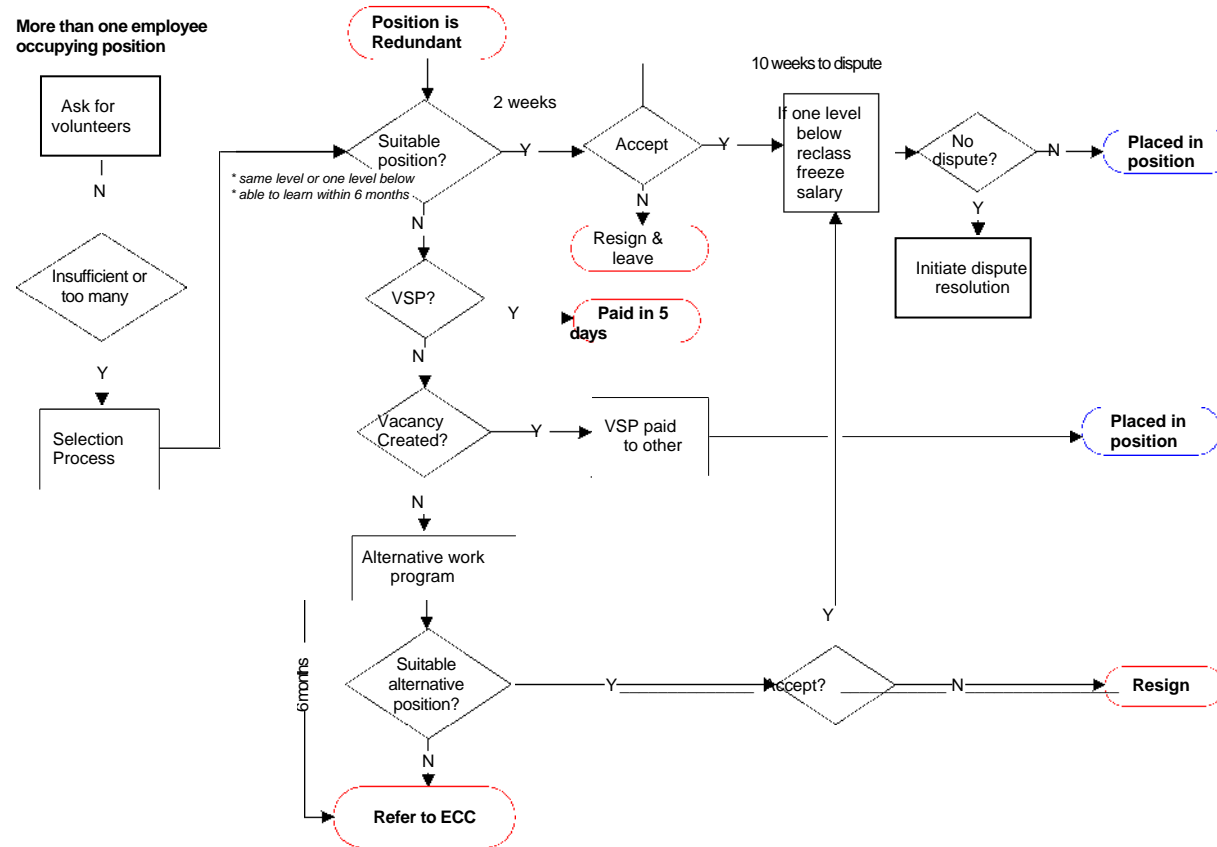 More than one employee
occupying position
Position is
Redundant
10 weeks to dispute
Ask for
volunteers
2 weeks
Suitable
position?
* same level or one level below
* able to learn within 6 months
Y
Accept
Y
If one level
below
reclass
freeze
salary
No
dispute?
N
Placed in
position
N
N
N
Y
Resign &
leave
Initiate dispute
resolution
Insufficient or
too many
VSP?
Y
Paid in 5
days
N
Y
Selection
Process
Vacancy
Created?
Y
VSP paid
to other
Placed in
position
N
Alternative work
program
6 months
Y
Suitable
alternative
position?
Y
Accept?
N
Resign
N
Refer to ECC